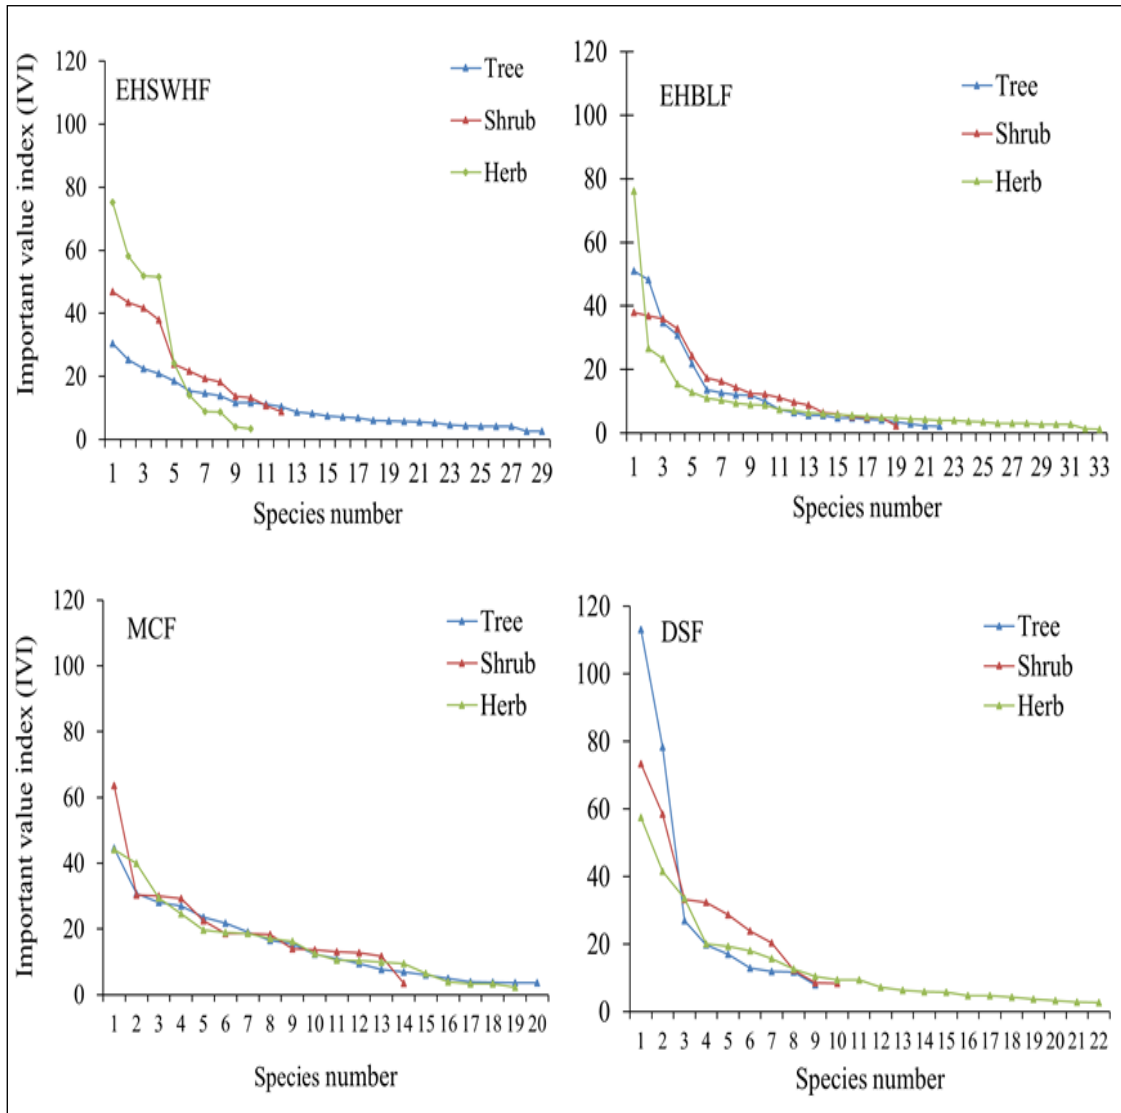 EHSWHF
Important value index (IVI)
120
100
80
60
40
20
0
Tree
Shrub
Herb
1 3 5 7 9 11 13 15 17 19 21 23 25 27 29
Species number
EHBLF
120
100
80
60
40
20
0
Tree
Shrub
Herb
1 3 5 7 9 11 13 15 17 19 21 23 25 27 29 31 33
Species number
MCF
Important value index (IVI)
120
100
80
60
40
20
0
Tree
Shrub
Herb
1 2 3 4 5 6 7 8 9 10 11 12 13 14 15 16 17 18 19 20
Species number
DSF
120
100
80
60
40
20
0
Tree
Shrub
Herb
1 2 3 4 5 6 7 8 9 10 11 12 13 14 15 16 17 18 19 20 21 22
Species number